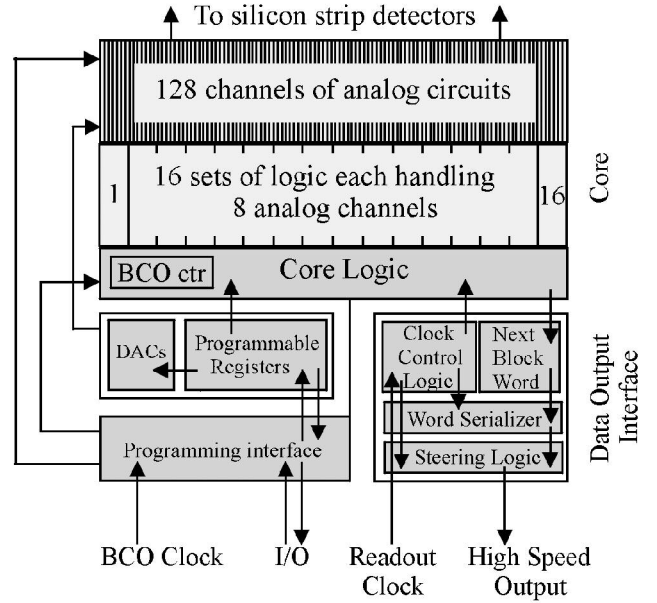 To silicon strip detectors
128 channels of analog circuits
1
16 sets of logic each handling
8 analog channels
16
Core
BCO ctr
Core Logic
DACs
Programmable
Registers
Clock
Control
Logic
Next
Block
Word
Word Serializer
Steering Logic
Data Output
Interface
Programming interface
BCO Clock
I/O
Readout
Clock
High Speed
Output